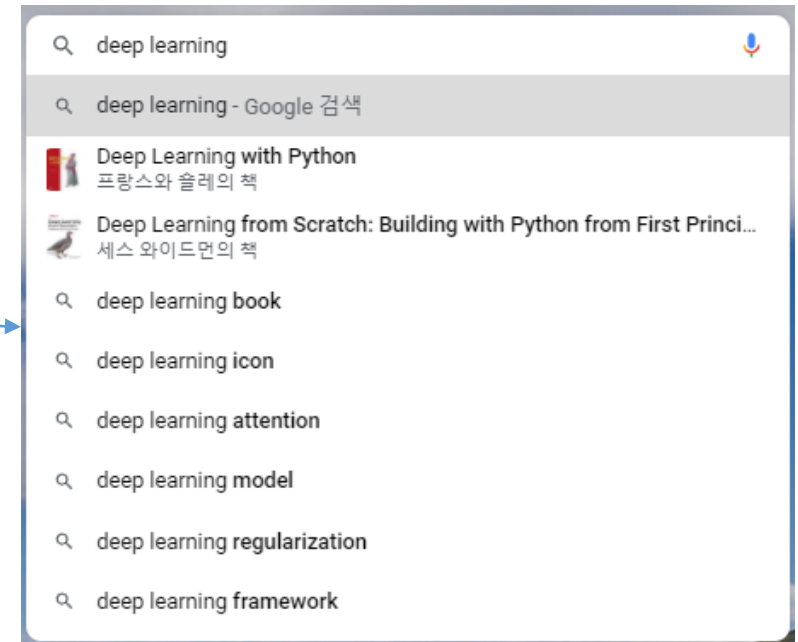 deep learning
deep learning - Google 검색
Deep Learning with Python
프랑스와 숄레의 책
Deep Learning from Scratch: Building with Python from First Princi...
세스 와이드먼의 책
deep learning book
deep learning icon
deep learning attention
deep learning model
deep learning regularization
deep learning framework